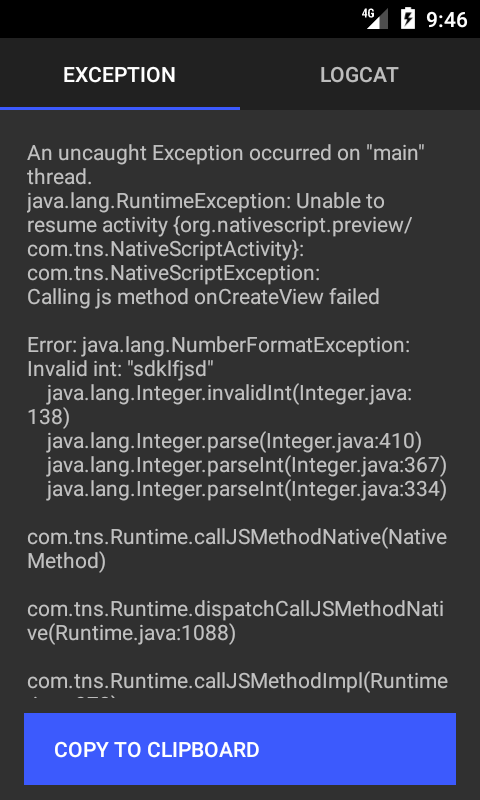 4G 9:46
EXCEPTION LOGCAT
An uncaught Exception occurred on "main"
thread.
java.lang.RuntimeException: Unable to
resume activity {org.nativescript.preview/
com.tns.NativeScriptActivity}:
com.tns.NativeScriptException:
Calling js method onCreateView failed
Error: java.lang.NumberFormatException:
Invalid int: "sdklfjsd"
java.lang.Integer.invalidInt(Integer.java:
138)
java.lang.Integer.parse(Integer.java:410)
java.lang.Integer.parseInt(Integer.java:367)
java.lang.Integer.parseInt(Integer.java:334)
com.tns.Runtime.callJSMethodNative(Native
Method)
com.tns.Runtime.dispatchCallJSMethodNati
ve(Runtime.java:1088)
com.tns.Runtime.callJSMethodImpl(Runtime
COPY TO CLIPBOARD